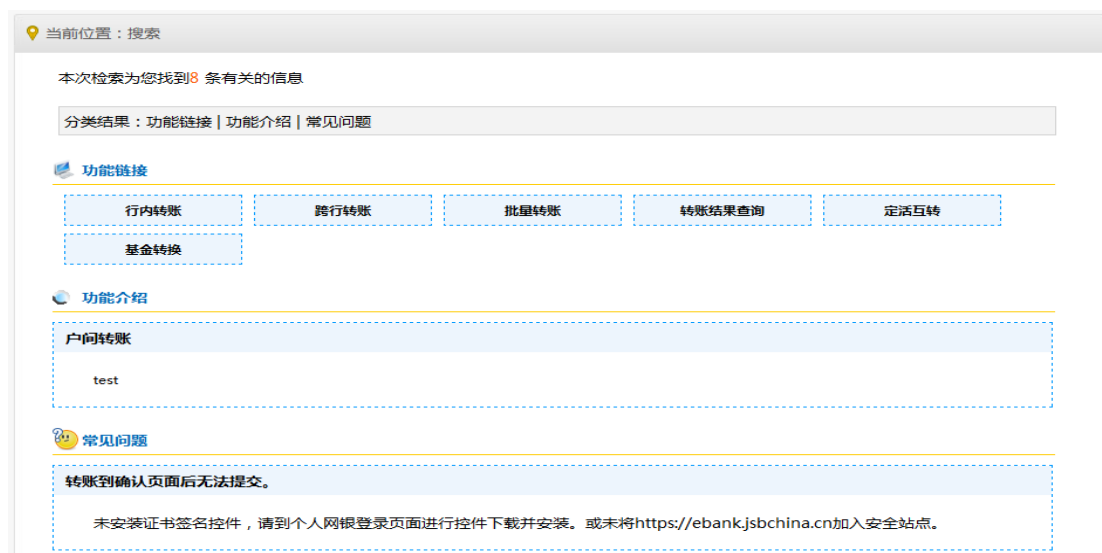 当前位置：搜索
本次检索为您找到8 条有关的信息
分类结果：功能链接 | 功能介绍 | 常见问题
功能链接
行内转账 跨行转账 批量转账 转账结果查询 定活互转
基金转换
功能介绍
户问转账
test
常见问题
转账到确认页面后无法提交。
未安装证书签名控件，请到个人网银登录页面进行控件下载并安装。或未将https://ebank.jsbchina.cn加入安全站点。